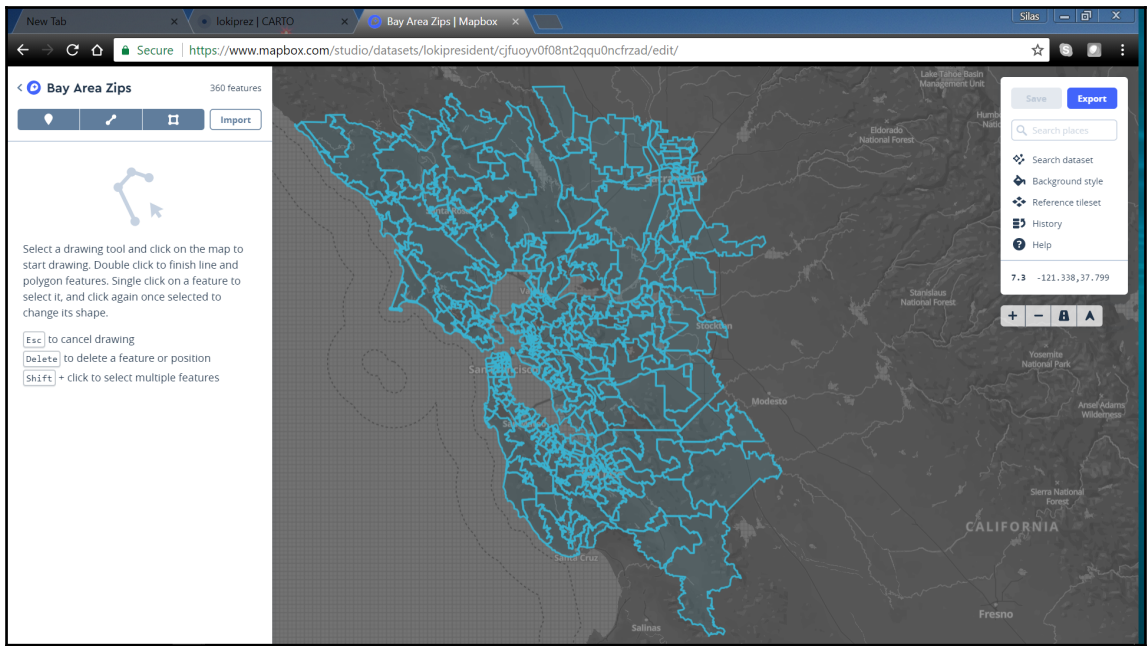 New Tab
lokiprez | CARTO
Bay Area Zips | Mapbox
Silas
Secure
https://www.mapbox.com/studio/datasets/lokipresident/cjfuoyv0f08nt2qqu0ncfrzad/edit/
Bay Area Zips
360 features
Import
Select a drawing tool and click on the map to
start drawing. Double click to finish line and
polygon features. Single click on a feature to
select it, and click again once selected to
change its shape.
Esc to cancel drawing
Delete to delete a feature or position
Shift + click to select multiple features
Lake Tahoe Basin
Management Unit
Eldorado
National Forest
Sacramento
Santa Rosa
Stockton
San Francisco
Modesto
Stanislaus
National Forest
Yosemite
National Park
Ansel Adams
Wilderness
Sierra National
Forest
CALIFORNIA
Santa Cruz
Salinas
Fresno
Save
Export
Search places
Search dataset
Background style
Reference tileset
History
Help
7.3 -121.338,37.799